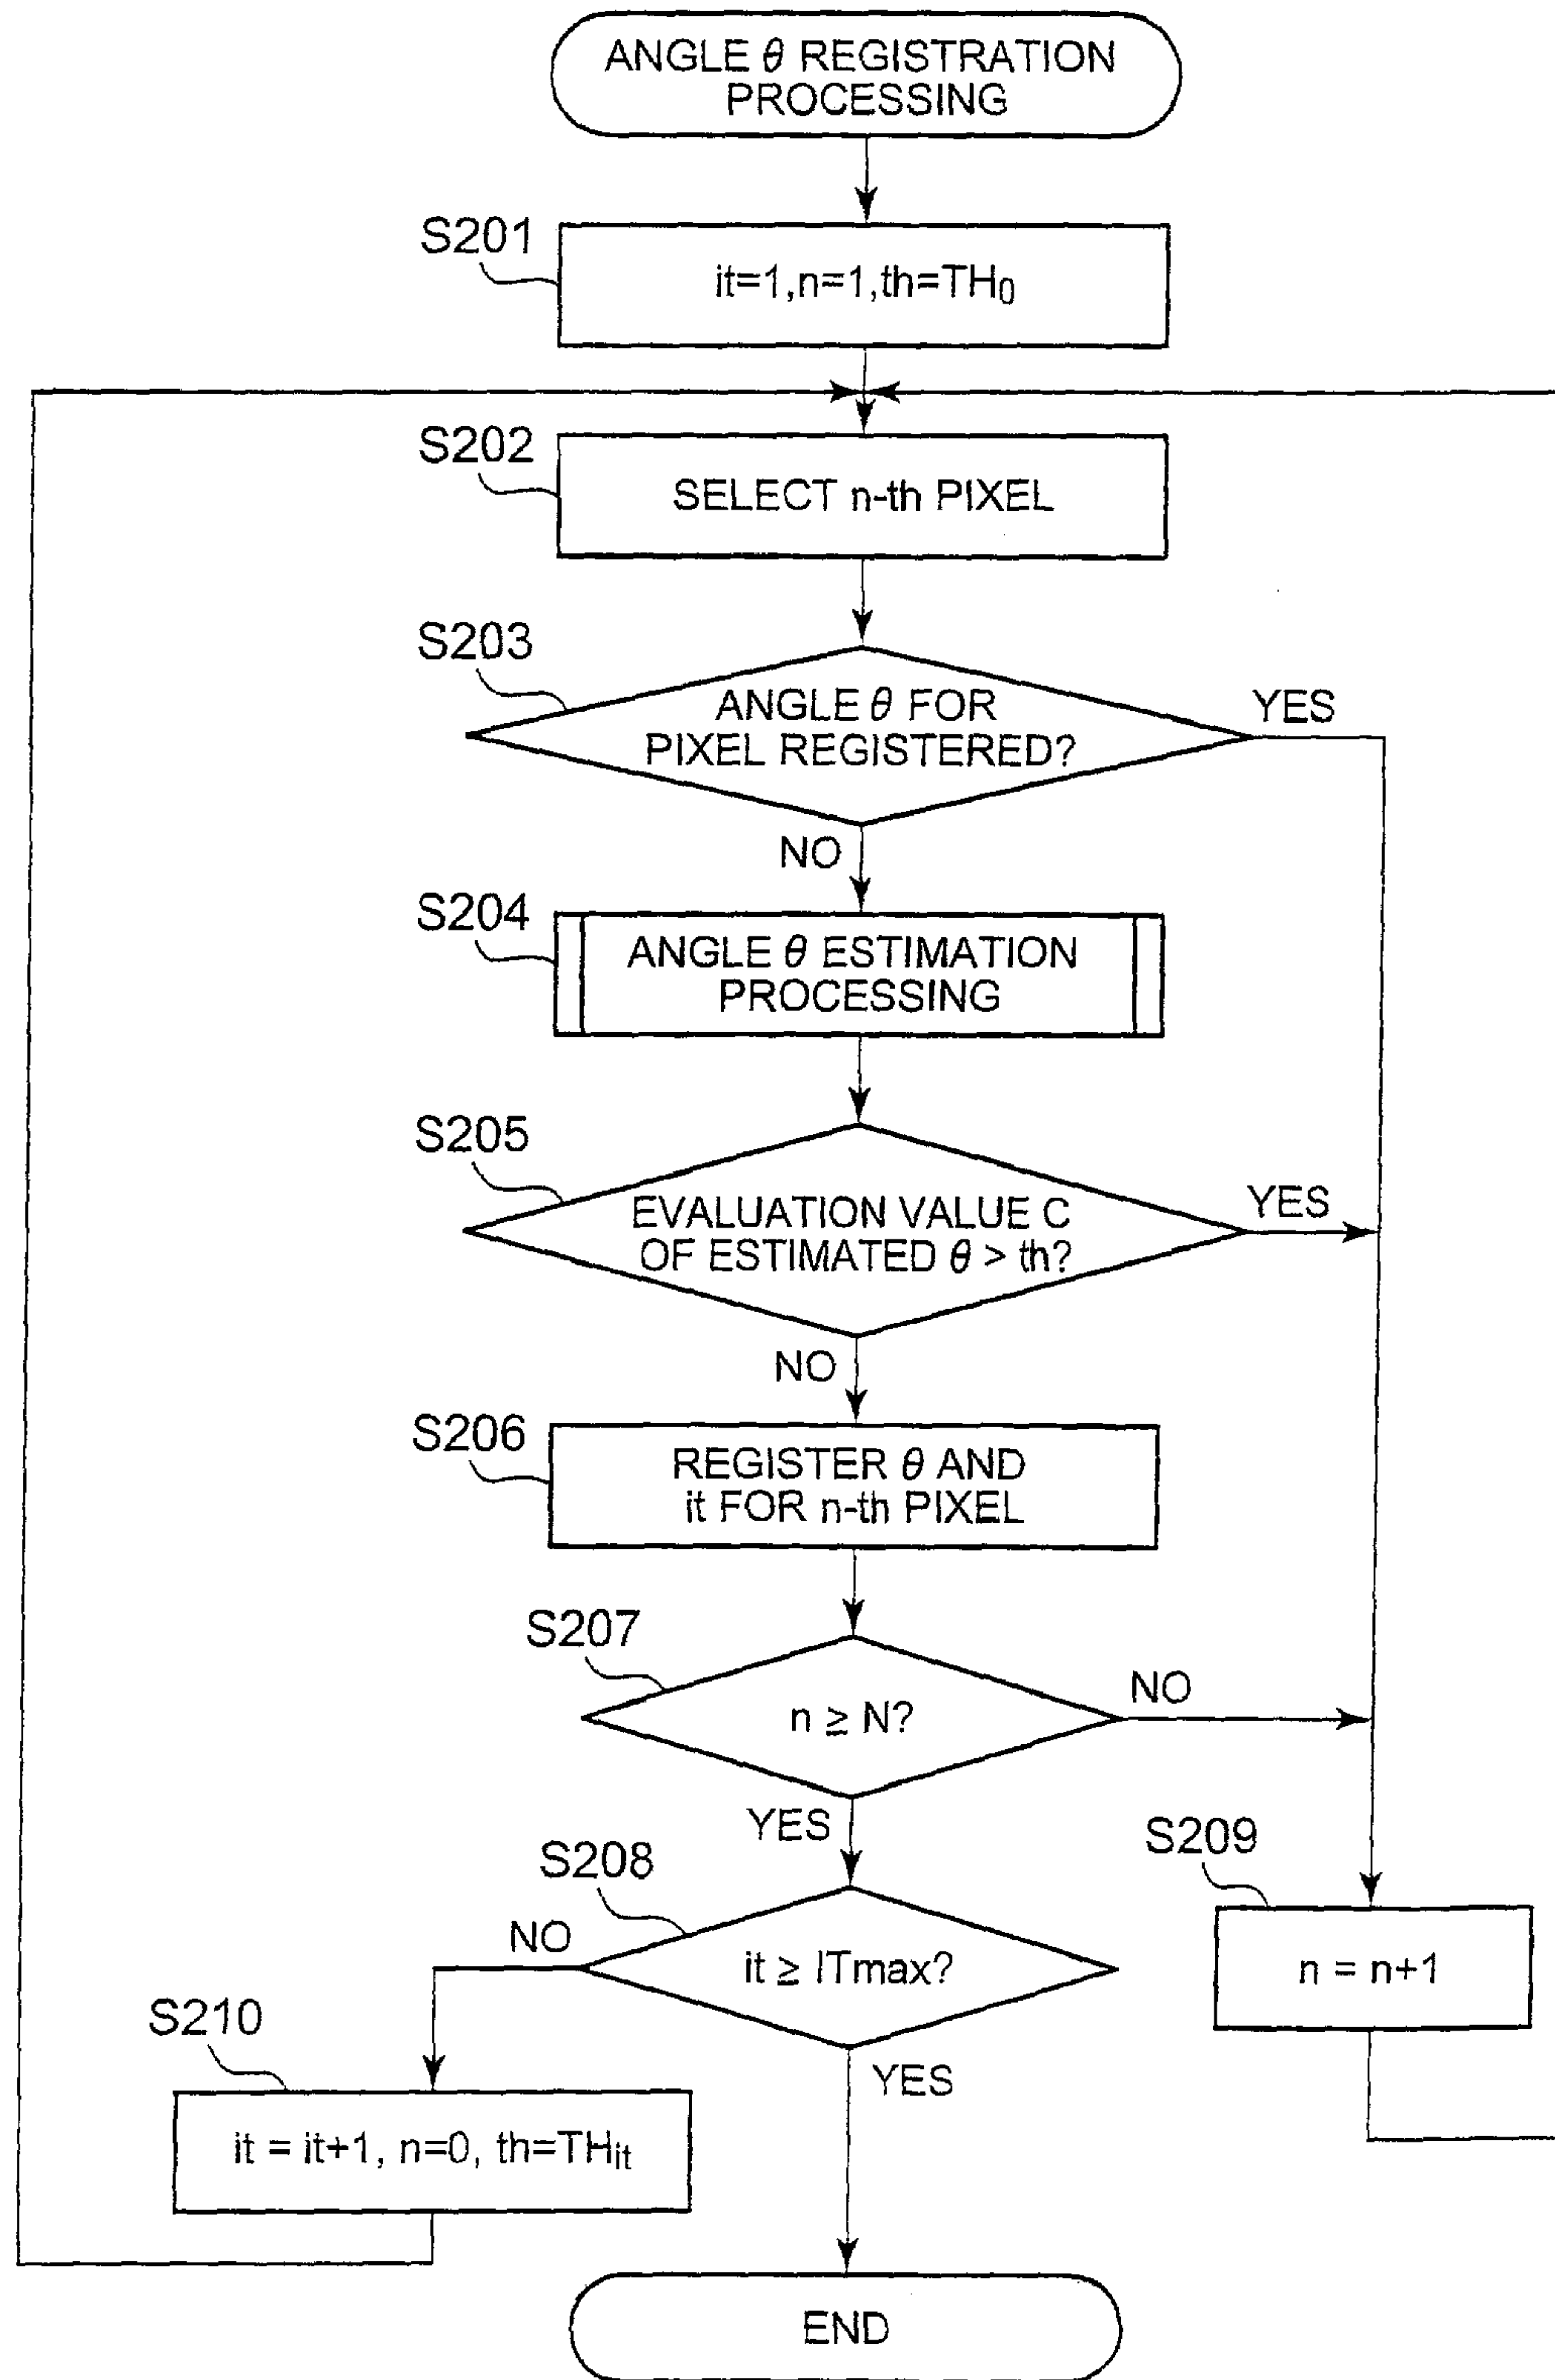 ANGLE θ REGISTRATION
PROCESSING
S201
it=1,n=1,th=TH₀
S202
SELECT n-th PIXEL
S203
ANGLE θ FOR
PIXEL REGISTERED?
YES
NO
S204
ANGLE θ ESTIMATION
PROCESSING
S205
EVALUATION VALUE C
OF ESTIMATED θ > th?
YES
NO
S206
REGISTER θ AND
it FOR n-th PIXEL
S207
n ≥ N?
NO
YES
S208
it ≥ ITmax?
NO
YES
S209
n = n+1
S210
it = it+1, n=0, th=THit
END